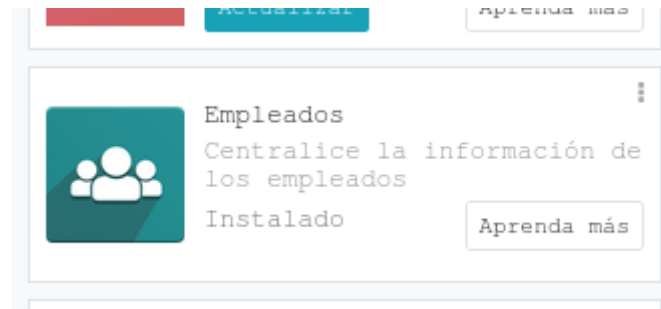 Actualizar
Aprenda más
Empleados
Centralice la información de
los empleados
Instalado
Aprenda más